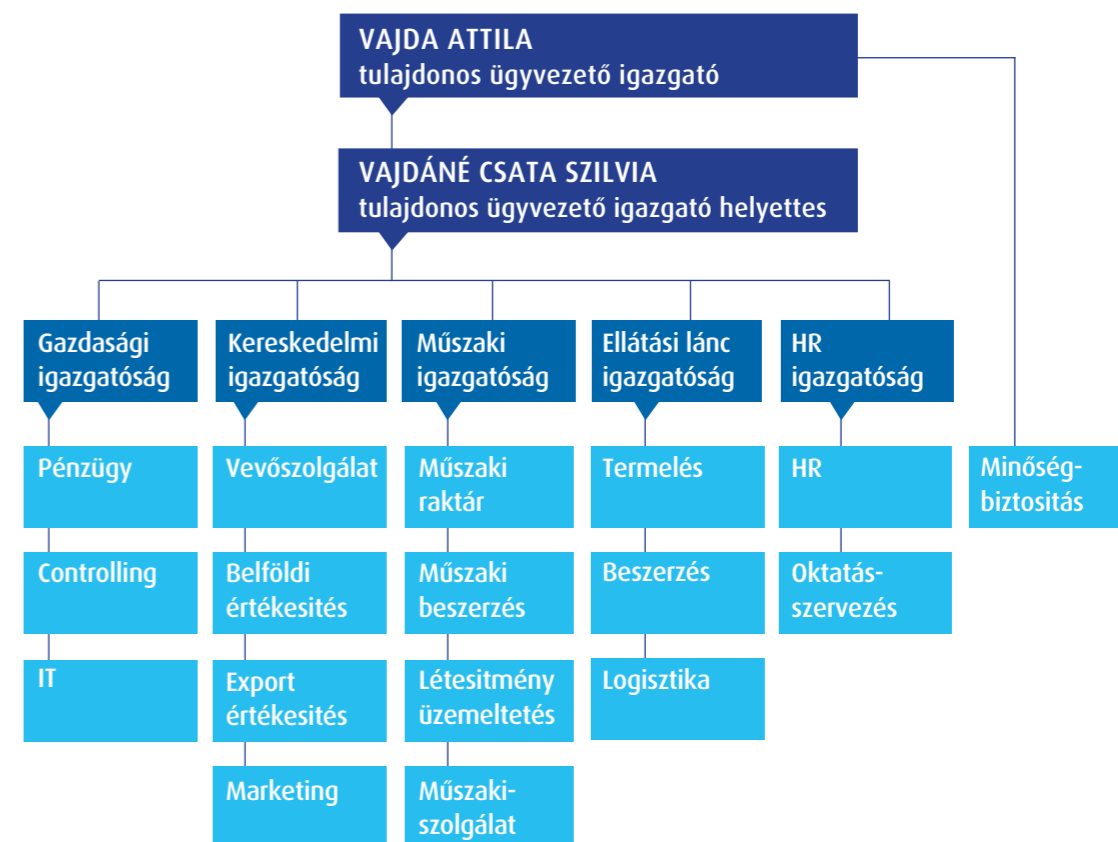 VAJDA ATTILA
tulajdonos ügyvezető igazgató
VAJDÁNÉ CSATA SZILVIA
tulajdonos ügyvezető igazgató helyettes
Gazdasági
igazgatóság
Kereskedelmi
igazgatóság
Műszaki
igazgatóság
Ellátási lánc
igazgatóság
HR
igazgatóság
Pénzügy
Vevőszolgálat
Műszaki
raktár
Termelés
HR
Minőség-
biztositás
Controlling
Belföldi
értékesités
Műszaki
beszerzés
Beszerzés
Oktatás-
szervezés
IT
Export
értékesités
Létesitmény
üzemeltetés
Logisztika
Marketing
Műszaki-
szolgálat